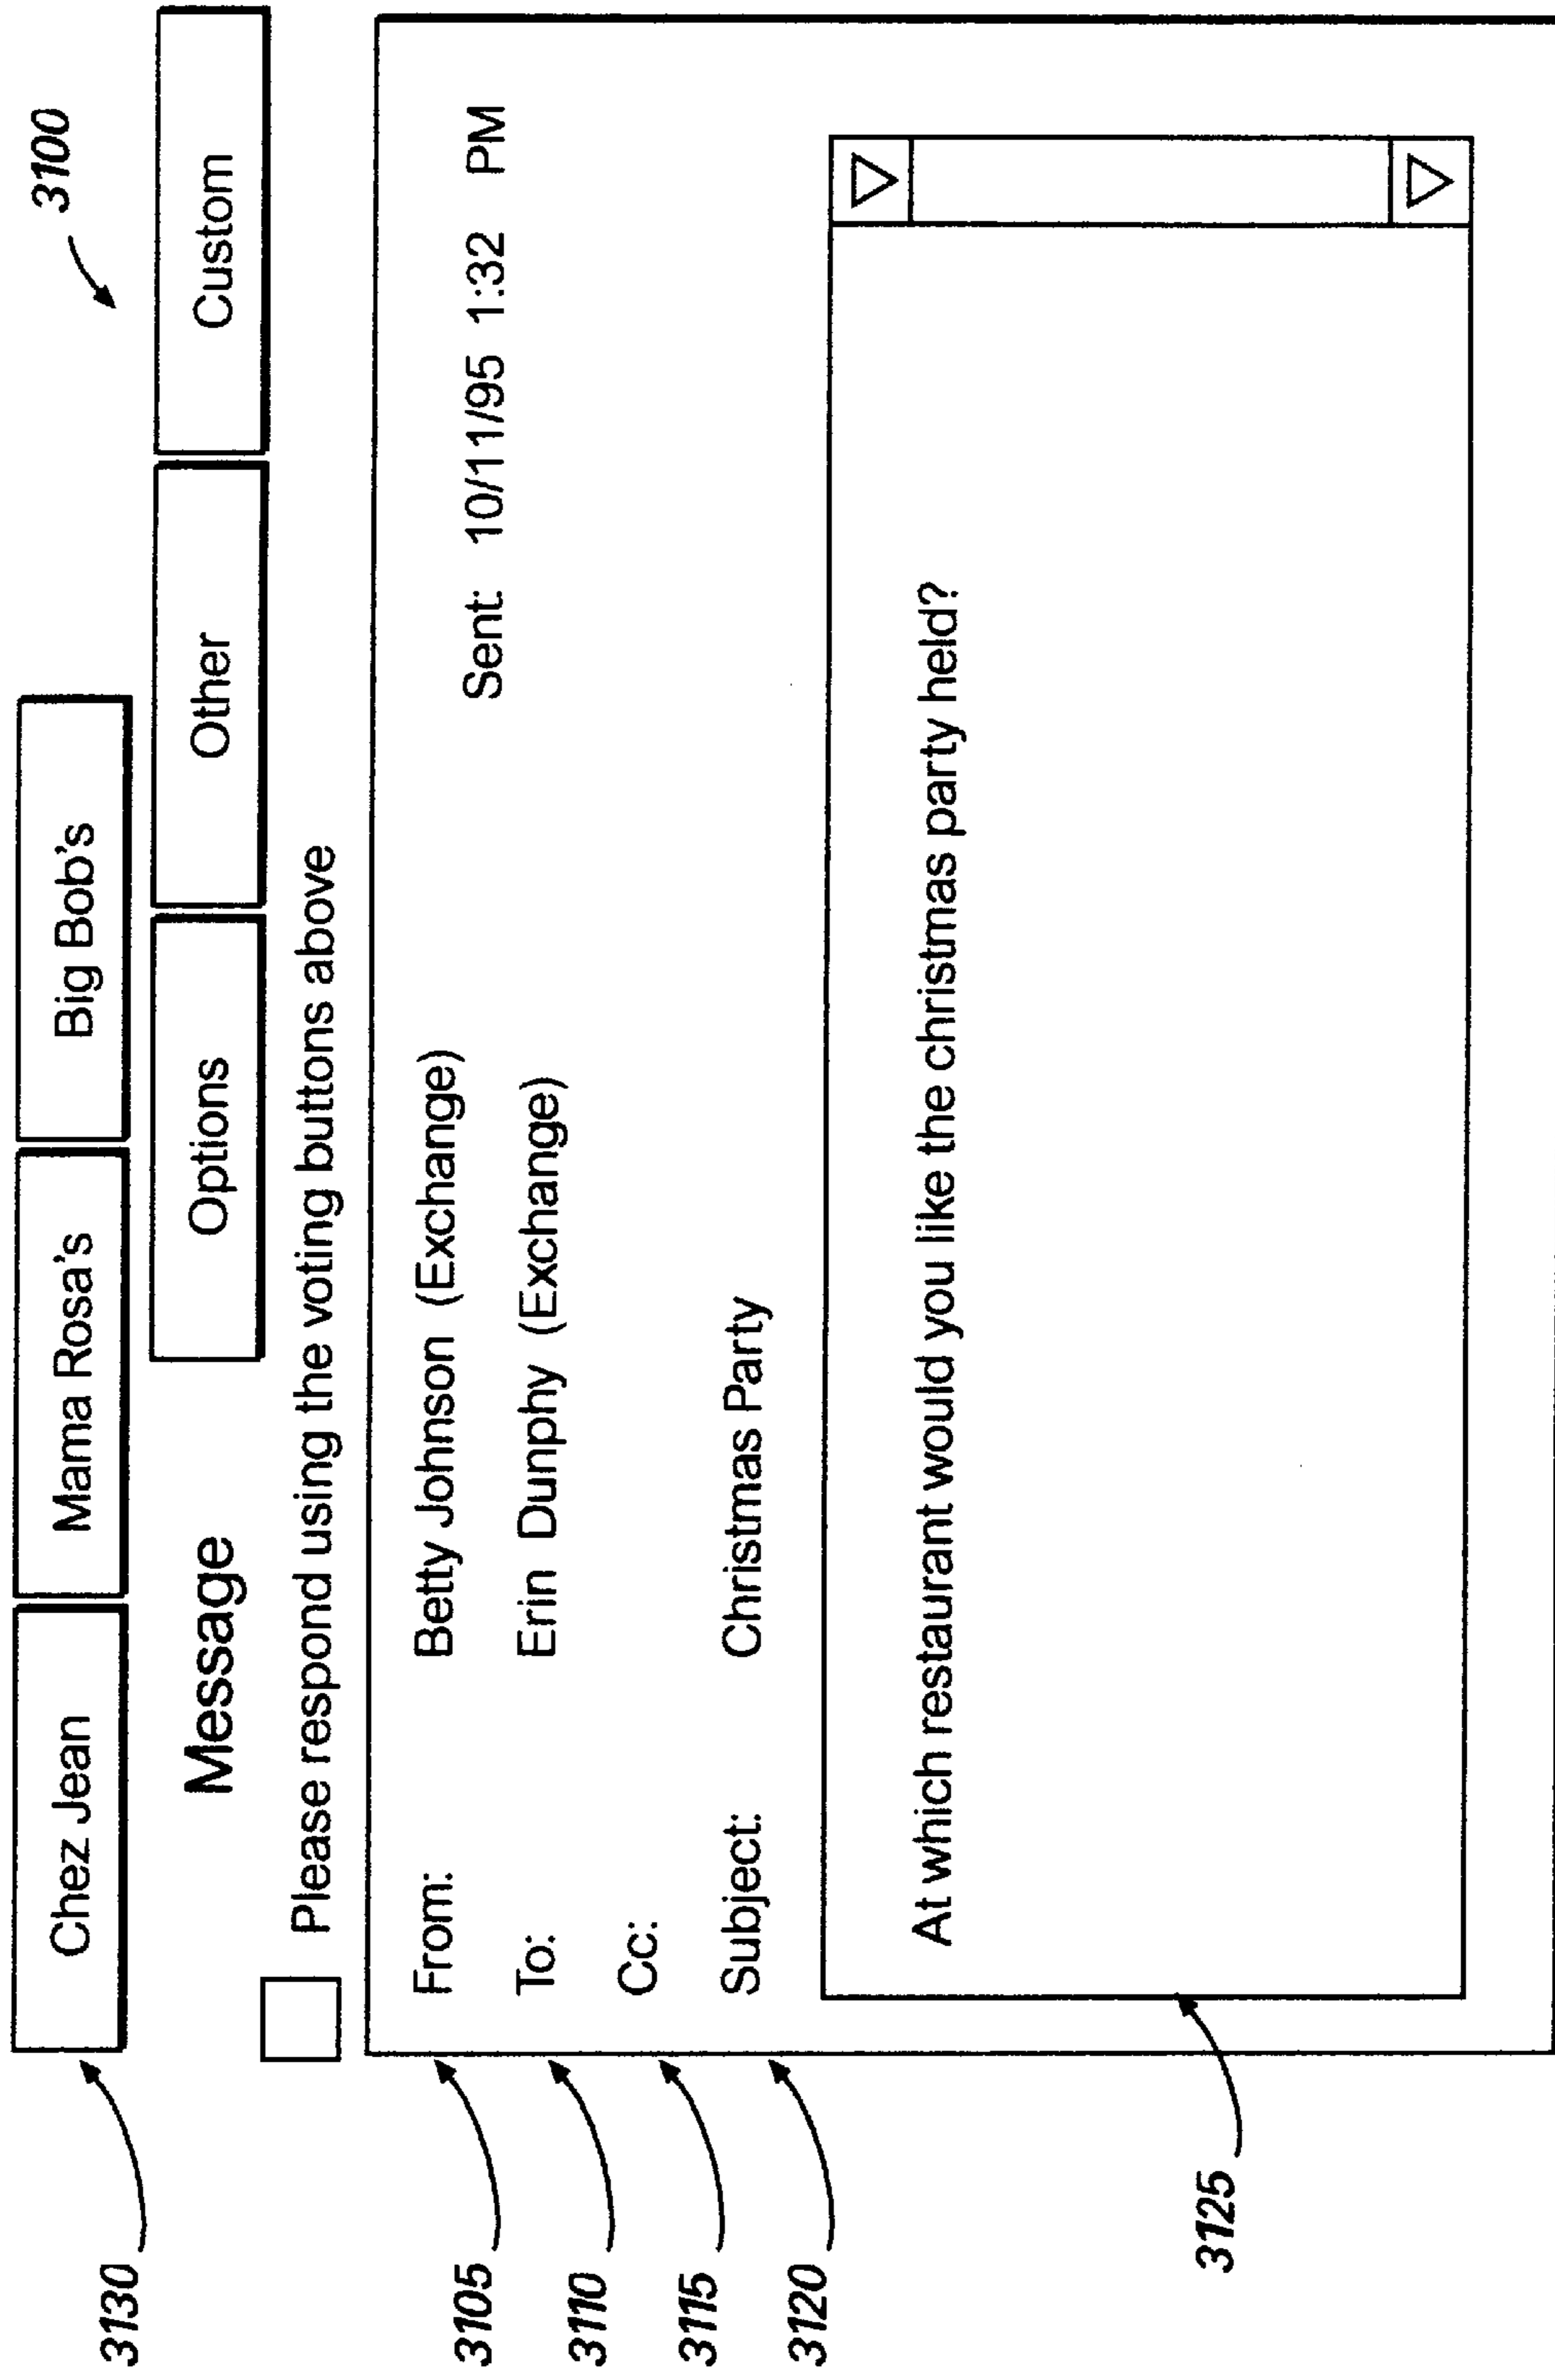 3100
3130 Chez Jean Mama Rosa's Big Bob's
Message Options Other Custom
Please respond using the voting buttons above
3105 From: Betty Johnson (Exchange)
Sent: 10/11/95 1:32 PM
3110 To: Erin Dunphy (Exchange)
3115 Cc:
3120 Subject: Christmas Party
At which restaurant would you like the christmas party held?
3125